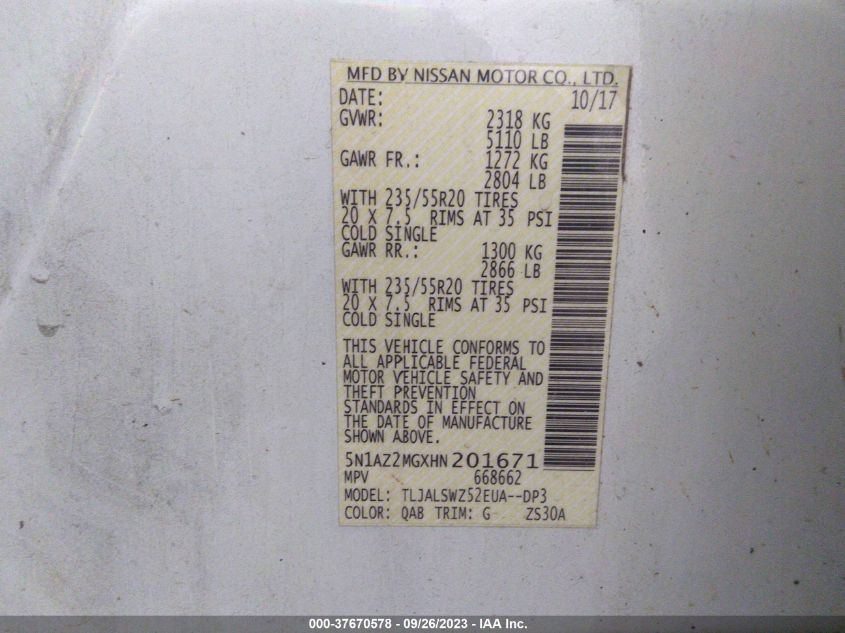 MFD BY NISSAN MOTOR CO., LTD.
DATE: 10/17
GVWR: 2318 KG
5110 LB
GAWR FR.: 1272 KG
2804 LB
WITH 235/55R20 TIRES
20 X 7.5 RIMS AT 35 PSI
COLD SINGLE
GAWR RR.: 1300 KG
2866 LB
WITH 235/55R20 TIRES
20 X 7.5 RIMS AT 35 PSI
COLD SINGLE
THIS VEHICLE CONFORMS TO
ALL APPLICABLE FEDERAL
MOTOR VEHICLE SAFETY AND
THEFT PREVENTION
STANDARDS IN EFFECT ON
THE DATE OF MANUFACTURE
SHOWN ABOVE.
5N1AZ2MGXHN201671
MPV 668662
MODEL: TLJALSWZ52EUA--DP3
COLOR: QAB TRIM: G ZS30A
000-37670578 - 09/26/2023 - IAA Inc.